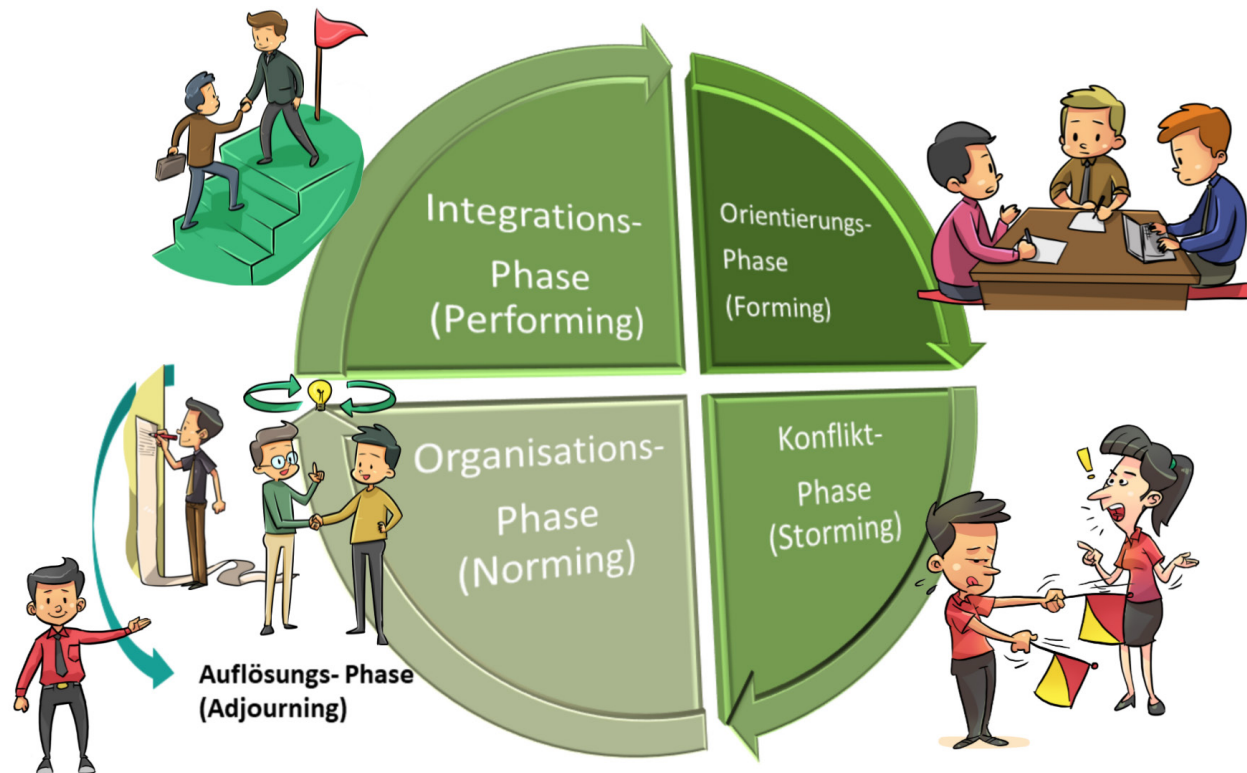 Integrations-
Phase
(Performing)
Orientierungs-
Phase
(Forming)
Organisations-
Phase
(Norming)
Konflikt-
Phase
(Storming)
!
Auflösungs- Phase
(Adjourning)